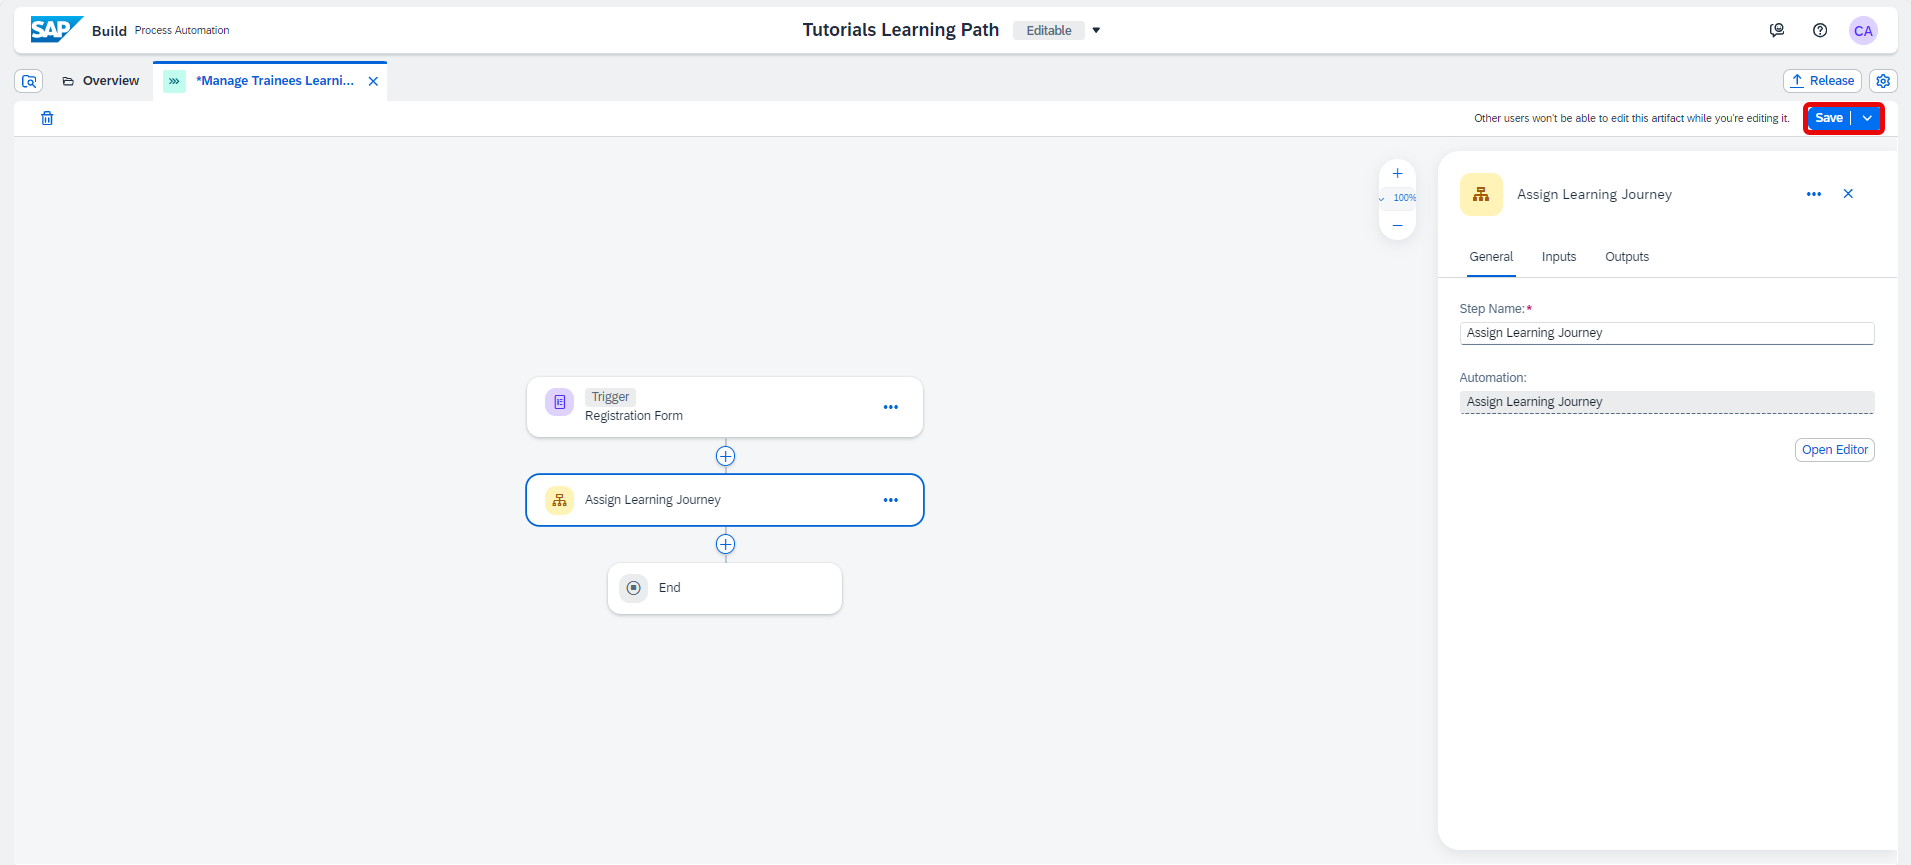 SAP Build Process Automation
Tutorials Learning Path Editable
CA
Overview
*Manage Trainees Learni...
Release
Other users won't be able to edit this artifact while you're editing it.
Save
100%
Assign Learning Journey
General Inputs Outputs
Step Name:*
Assign Learning Journey
Automation:
Assign Learning Journey
Open Editor
Trigger
Registration Form
Assign Learning Journey
End